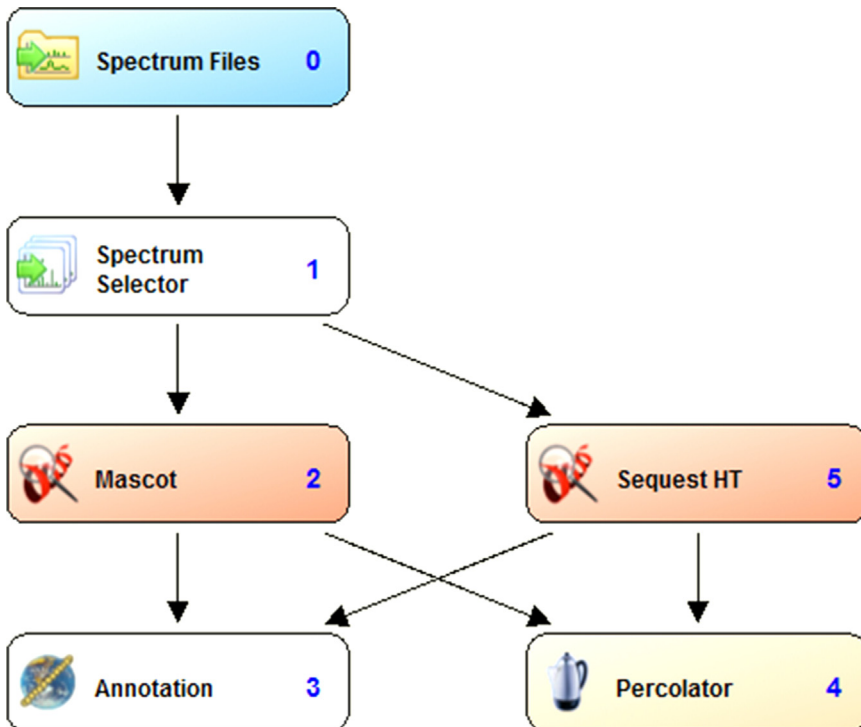 Spectrum Files 0
Spectrum
Selector 1
Mascot 2
Sequest HT 5
Annotation 3
Percolator 4